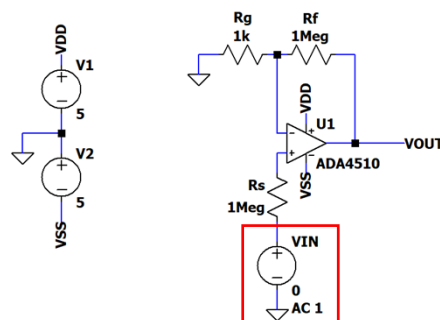 VDD
V1
5
V2
5
VSS
Rg
1k
Rf
1Meg
VDD
U1
ADA4510
VSS
VOUT
Rs
1Meg
VIN
0
AC 1